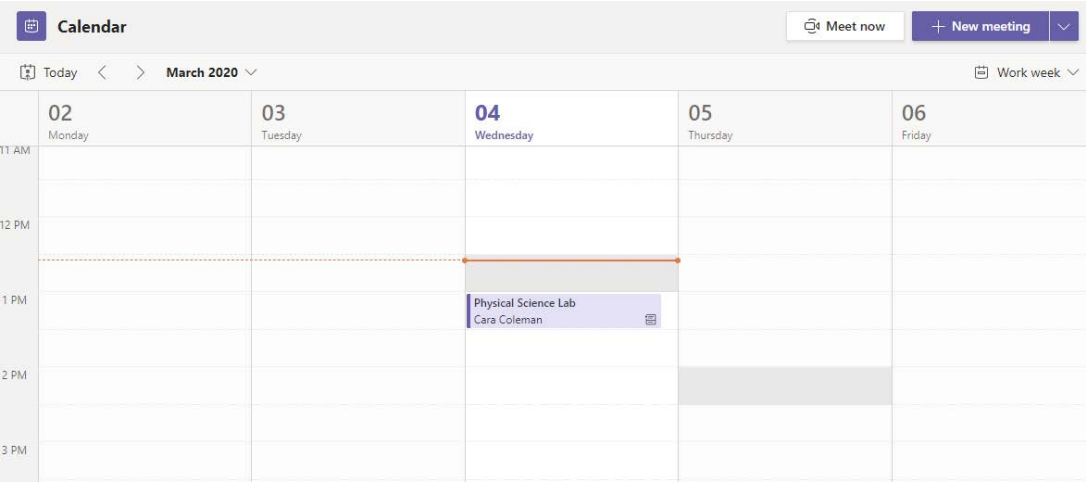 Calendar
Meet now
New meeting
Today
March 2020
Work week
02
Monday
03
Tuesday
04
Wednesday
05
Thursday
06
Friday
11 AM
12 PM
1 PM
Physical Science Lab
Cara Coleman
2 PM
3 PM